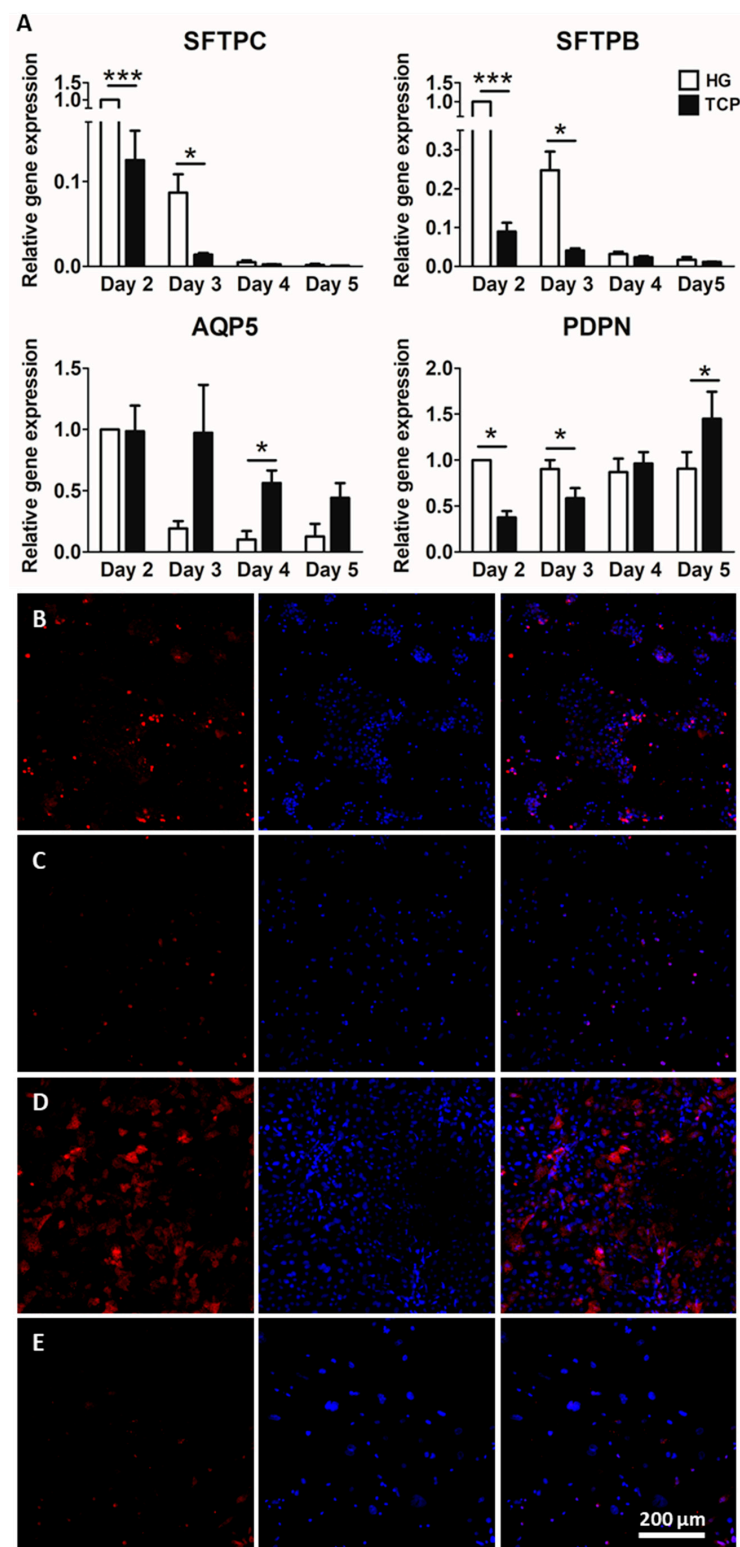 A
SFTPC
SFTPB
Relative gene expression
1.5
1.0
0.1
0.0
***
*
Day 2 Day 3 Day 4 Day 5
Relative gene expression
1.5
1.0
0.3
0.2
0.1
0.0
***
*
Day 2 Day 3 Day 4 Day5
HG
TCP
AQP5
PDPN
Relative gene expression
1.5
1.0
0.5
0.0
*
Day 2 Day 3 Day 4 Day 5
Relative gene expression
2.0
1.5
1.0
0.5
0.0
*
*
*
Day 2 Day 3 Day 4 Day 5
B
C
D
E
200 µm